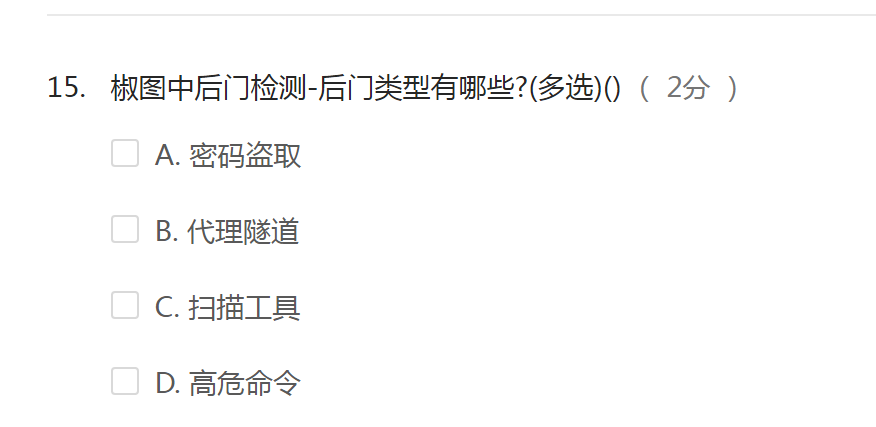 15. 椒图中后门检测-后门类型有哪些?(多选)() ( 2分 )
A. 密码盗取
B. 代理隧道
C. 扫描工具
D. 高危命令